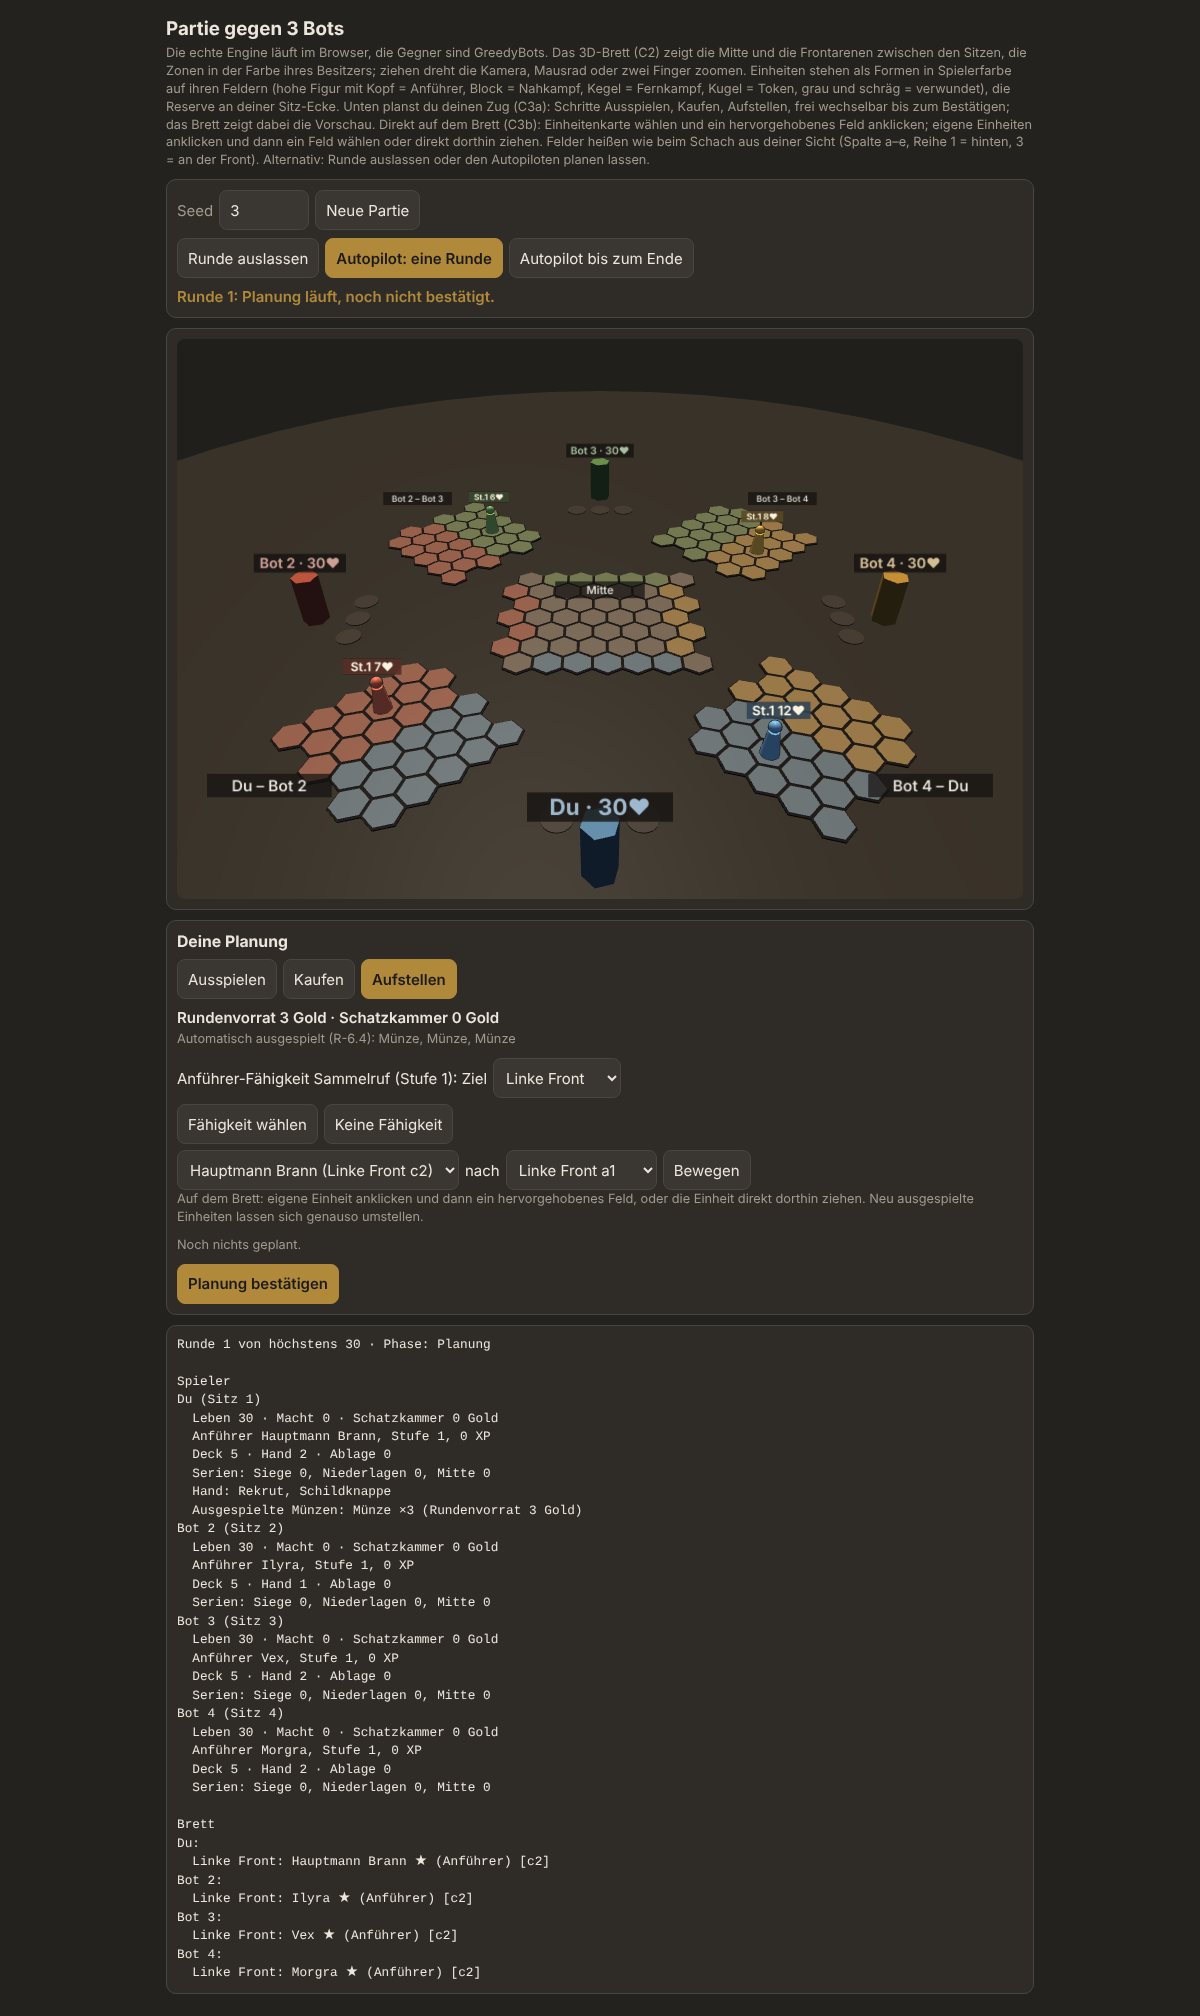 Partie gegen 3 Bots
Die echte Engine läuft im Browser, die Gegner sind GreedyBots. Das 3D-Brett (C2) zeigt die Mitte und die Frontarenen zwischen den Sitzen, die
Zonen in der Farbe ihres Besitzers; ziehen dreht die Kamera, Mausrad oder zwei Finger zoomen. Einheiten stehen als Formen in Spielerfarbe
auf ihren Feldern (hohe Figur mit Kopf = Anführer, Block = Nahkampf, Kegel = Fernkampf, Kugel = Token, grau und schräg = verwundet), die
Reserve an deiner Sitz-Ecke. Unten planst du deinen Zug (C3a): Schritte Ausspielen, Kaufen, Aufstellen, frei wechselbar bis zum Bestätigen;
das Brett zeigt dabei die Vorschau. Direkt auf dem Brett (C3b): Einheitenkarte wählen und ein hervorgehobenes Feld anklicken; eigene Einheiten
anklicken und dann ein Feld wählen oder direkt dorthin ziehen. Felder heißen wie beim Schach aus deiner Sicht (Spalte a–e, Reihe 1 = hinten, 3
= an der Front). Alternativ: Runde auslassen oder den Autopiloten planen lassen.
Seed 3 Neue Partie
Runde auslassen Autopilot: eine Runde Autopilot bis zum Ende
Runde 1: Planung läuft, noch nicht bestätigt.
Bot 3 · 30♥
Bot 2 – Bot 3 St.1 6♥ Bot 3 – Bot 4
St.1 8♥
Bot 2 · 30♥ Bot 4 · 30♥
Mitte
St.1 7♥
St.1 12♥
Du – Bot 2 Bot 4 – Du
Du · 30♥
Deine Planung
Ausspielen Kaufen Aufstellen
Rundenvorrat 3 Gold · Schatzkammer 0 Gold
Automatisch ausgespielt (R-6.4): Münze, Münze, Münze
Anführer-Fähigkeit Sammelruf (Stufe 1): Ziel Linke Front
Fähigkeit wählen Keine Fähigkeit
Hauptmann Brann (Linke Front c2) nach Linke Front a1 Bewegen
Auf dem Brett: eigene Einheit anklicken und dann ein hervorgehobenes Feld, oder die Einheit direkt dorthin ziehen. Neu ausgespielte
Einheiten lassen sich genauso umstellen.
Noch nichts geplant.
Planung bestätigen
Runde 1 von höchstens 30 · Phase: Planung
Spieler
Du (Sitz 1)
Leben 30 · Macht 0 · Schatzkammer 0 Gold
Anführer Hauptmann Brann, Stufe 1, 0 XP
Deck 5 · Hand 2 · Ablage 0
Serien: Siege 0, Niederlagen 0, Mitte 0
Hand: Rekrut, Schildknappe
Ausgespielte Münzen: Münze ×3 (Rundenvorrat 3 Gold)
Bot 2 (Sitz 2)
Leben 30 · Macht 0 · Schatzkammer 0 Gold
Anführer Ilyra, Stufe 1, 0 XP
Deck 5 · Hand 1 · Ablage 0
Serien: Siege 0, Niederlagen 0, Mitte 0
Bot 3 (Sitz 3)
Leben 30 · Macht 0 · Schatzkammer 0 Gold
Anführer Vex, Stufe 1, 0 XP
Deck 5 · Hand 2 · Ablage 0
Serien: Siege 0, Niederlagen 0, Mitte 0
Bot 4 (Sitz 4)
Leben 30 · Macht 0 · Schatzkammer 0 Gold
Anführer Morgra, Stufe 1, 0 XP
Deck 5 · Hand 2 · Ablage 0
Serien: Siege 0, Niederlagen 0, Mitte 0
Brett
Du:
Linke Front: Hauptmann Brann ★ (Anführer) [c2]
Bot 2:
Linke Front: Ilyra ★ (Anführer) [c2]
Bot 3:
Linke Front: Vex ★ (Anführer) [c2]
Bot 4:
Linke Front: Morgra ★ (Anführer) [c2]